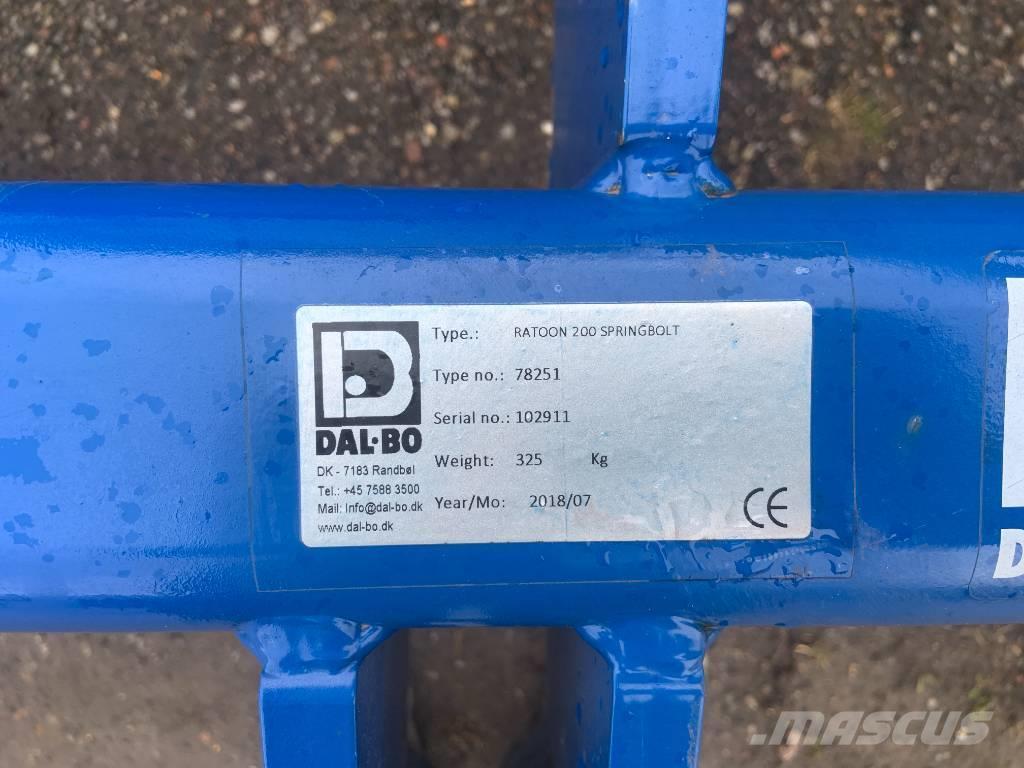 Type.: RATOON 200 SPRINGBOLT
Type no.: 78251
Serial no.: 102911
Weight: 325 Kg
Year/Mo: 2018/07
CE
DAL·BO
DK - 7183 Randbøl
Tel.: +45 7588 3500
Mail: Info@dal-bo.dk
www.dal-bo.dk
D
MASCUS